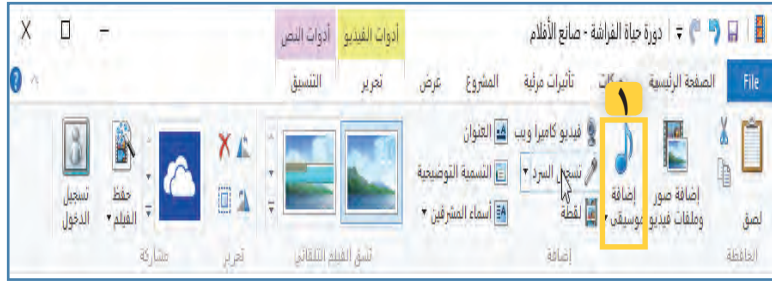 دورة حياة الفراشة - صانع الأفلام
أدوات الفيديو
أدوات النص
File
الصفحة الرئيسية
تأثيرات مرئية
المشروع
عرض
تحرير
التنسيق
١
لصق
الحافظة
إضافة صور
وملفات فيديو
إضافة
موسيقى
فيديو كاميرا ويب
تسجيل السرد
لقطة
العنوان
التسمية التوضيحية
أسماء المشرفين
إضافة
نسق الفيلم التلقائي
تحرير
حفظ
الفيلم
مشاركة
تسجيل
الدخول